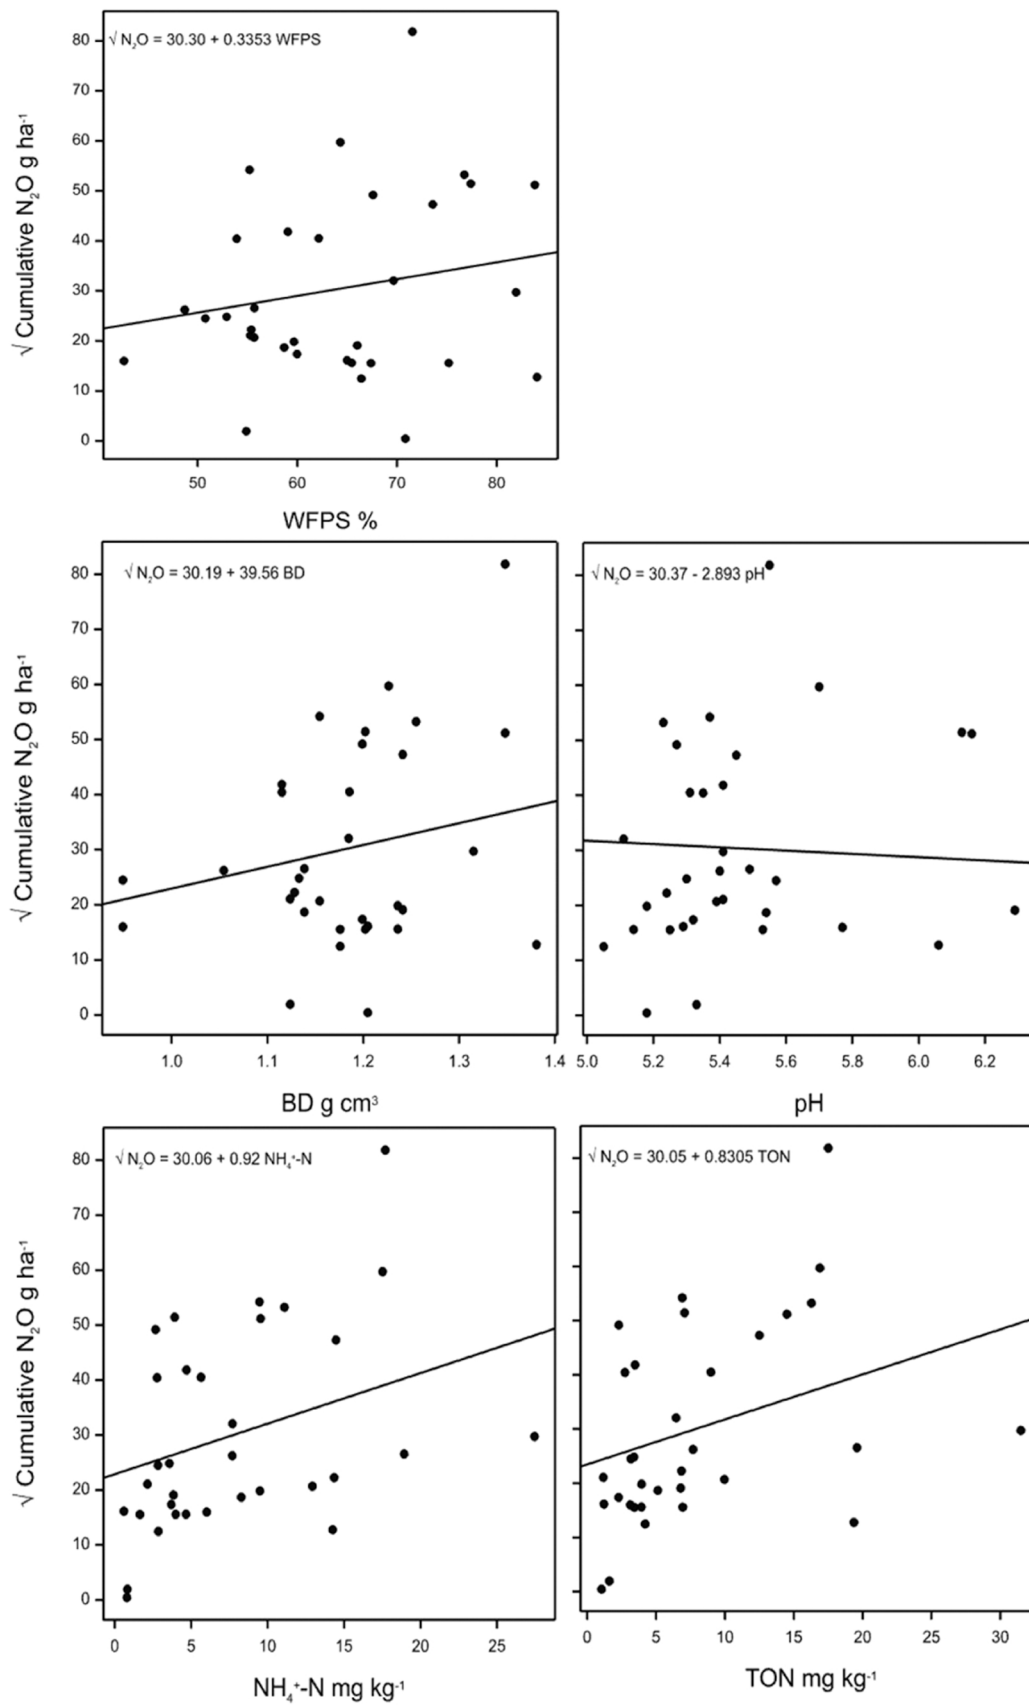 √ N₂O = 30.30 + 0.3353 WFPS
80
70
60
50
40
30
20
10
0
√ Cumulative N₂O g ha⁻¹
50 60 70 80
WFPS %
√ N₂O = 30.19 + 39.56 BD
80
70
60
50
40
30
20
10
0
√ Cumulative N₂O g ha⁻¹
1.0 1.1 1.2 1.3 1.4
BD g cm³
√ N₂O = 30.37 - 2.893 pH
5.0 5.2 5.4 5.6 5.8 6.0 6.2
pH
√ N₂O = 30.06 + 0.92 NH₄⁺-N
80
70
60
50
40
30
20
10
0
√ Cumulative N₂O g ha⁻¹
0 5 10 15 20 25
NH₄⁺-N mg kg⁻¹
√ N₂O = 30.05 + 0.8305 TON
0 5 10 15 20 25 30
TON mg kg⁻¹